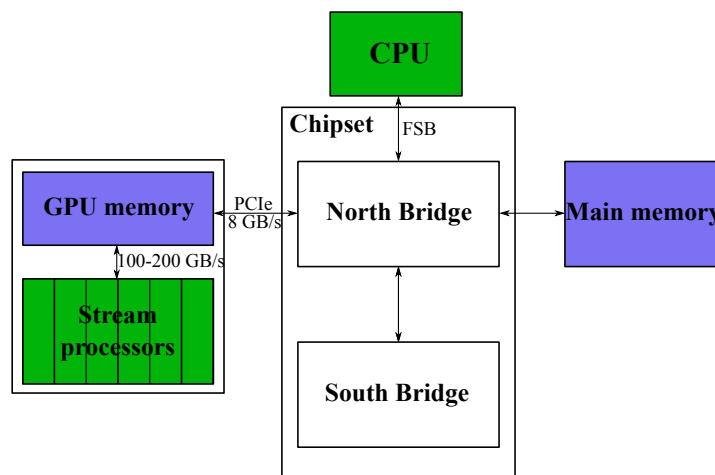 CPU
Chipset
FSB
GPU memory
PCIe
8 GB/s
North Bridge
Main memory
100-200 GB/s
Stream
processors
South Bridge